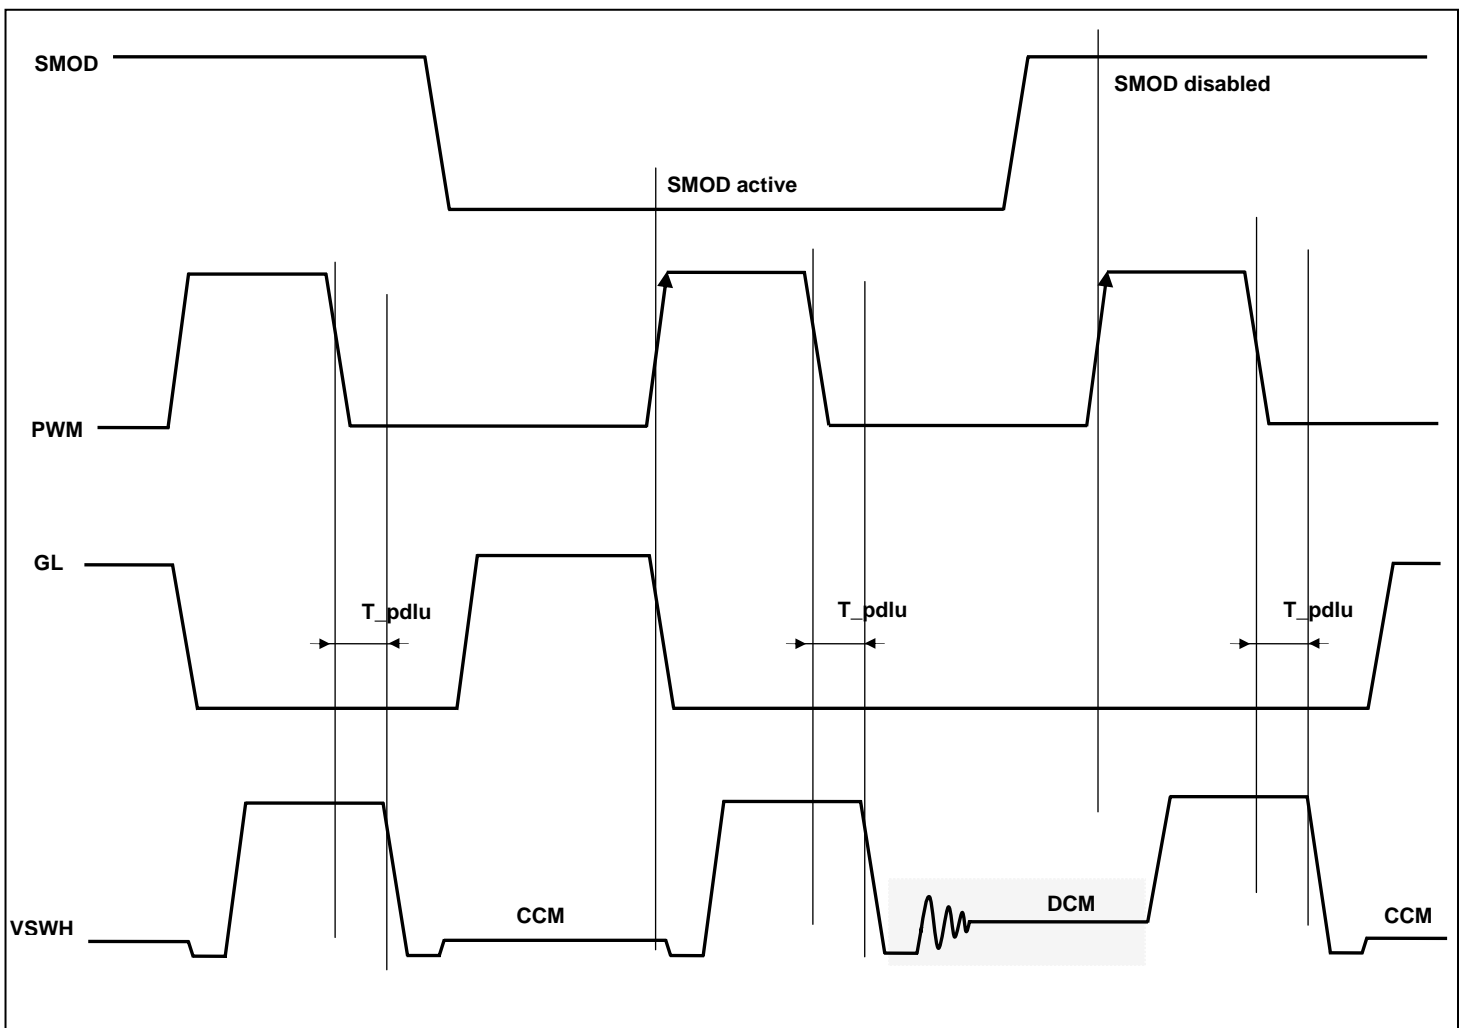 SMOD
SMOD disabled
SMOD active
PWM
GL
T_pdlu
T_pdlu
T_pdlu
CCM
DCM
CCM
VSWH